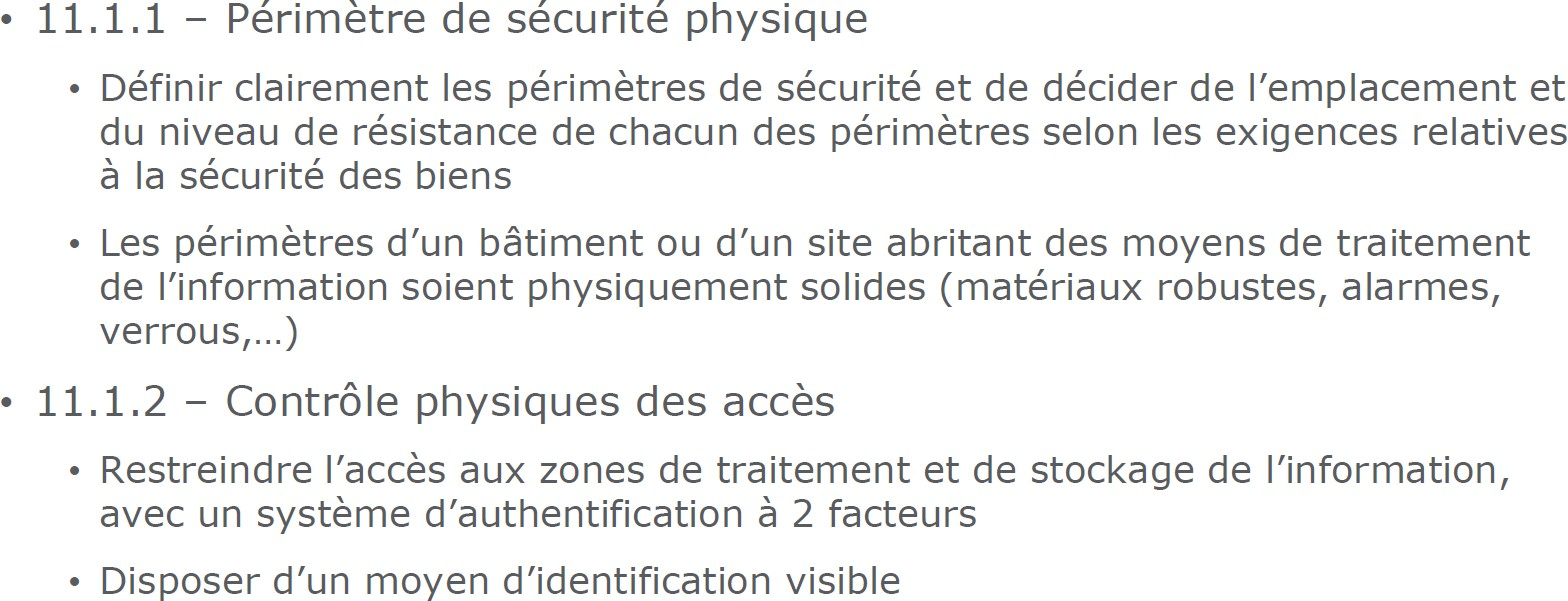 • 11.1.1 – Périmètre de sécurité physique
• Définir clairement les périmètres de sécurité et de décider de l’emplacement et
du niveau de résistance de chacun des périmètres selon les exigences relatives
à la sécurité des biens
• Les périmètres d’un bâtiment ou d’un site abritant des moyens de traitement
de l’information soient physiquement solides (matériaux robustes, alarmes,
verrous,…)
• 11.1.2 – Contrôle physiques des accès
• Restreindre l’accès aux zones de traitement et de stockage de l’information,
avec un système d’authentification à 2 facteurs
• Disposer d’un moyen d’identification visible